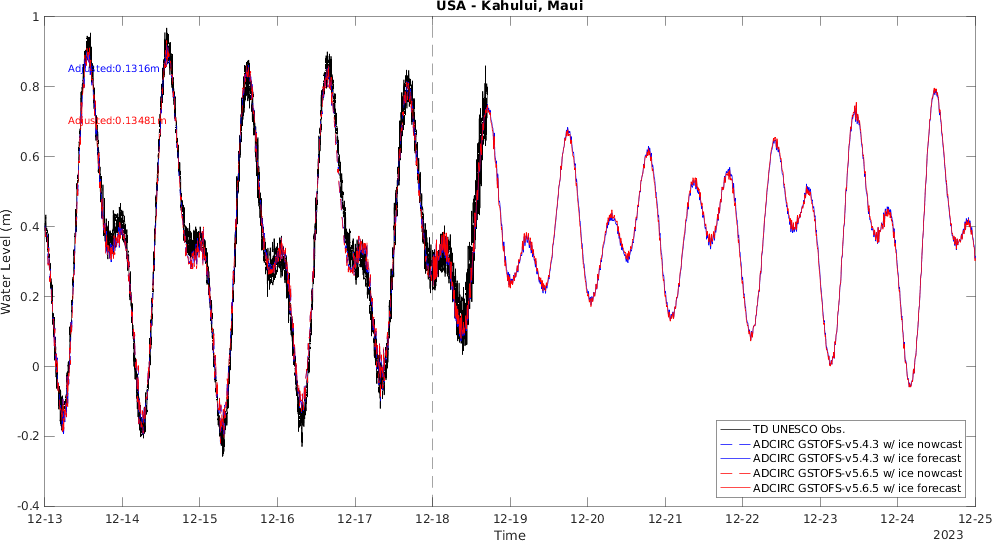 USA - Kahului, Maui
Water Level (m)
1
0.8
0.6
0.4
0.2
0
-0.2
-0.4
Adjusted:0.1316m
Adjusted:0.13481m
TD UNESCO Obs.
ADCIRC GSTOFS-v5.4.3 w/ ice nowcast
ADCIRC GSTOFS-v5.4.3 w/ ice forecast
ADCIRC GSTOFS-v5.6.5 w/ ice nowcast
ADCIRC GSTOFS-v5.6.5 w/ ice forecast
12-13 12-14 12-15 12-16 12-17 12-18 12-19 12-20 12-21 12-22 12-23 12-24 12-25
Time
2023